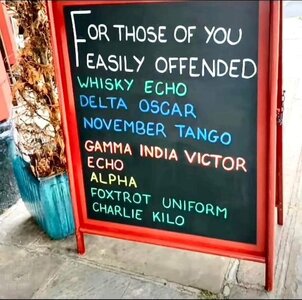 FOR THOSE OF YOU
EASILY OFFENDED
WHISKY ECHO
DELTA OSCAR
NOVEMBER TANGO
GAMMA INDIA VICTOR
ECHO
ALPHA
FOXTROT UNIFORM
CHARLIE KILO